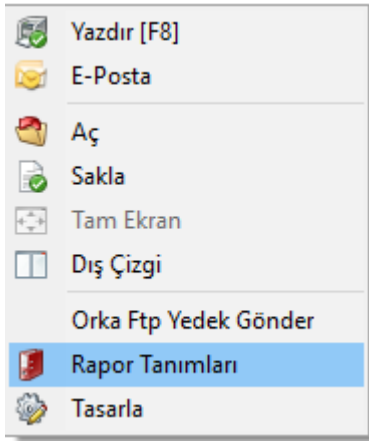 Yazdır [F8]
E-Posta
Aç
Sakla
Tam Ekran
Dış Çizgi
Orka Ftp Yedek Gönder
Rapor Tanımları
Tasarla